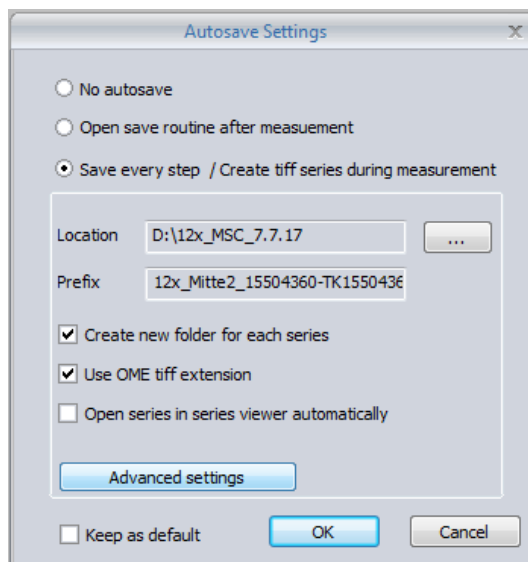 Autosave Settings
No autosave
Open save routine after measuement
Save every step / Create tiff series during measurement
Location D:\12x_MSC_7.7.17 ...
Prefix 12x_Mitte2_15504360-TK1550436
Create new folder for each series
Use OME tiff extension
Open series in series viewer automatically
Advanced settings
Keep as default OK Cancel